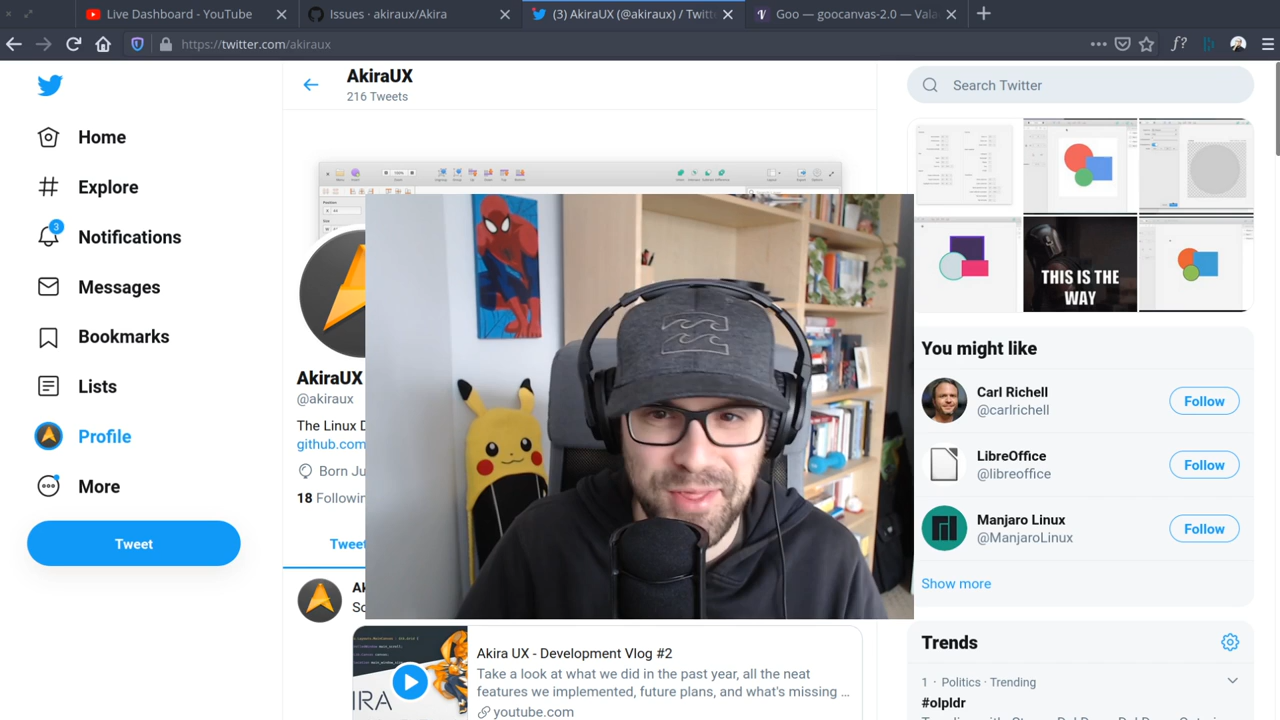 Live Dashboard - YouTube
Issues · akiraux/Akira
(3) AkiraUX (@akiraux) / Twitt
Goo — goocanvas-2.0 — Vala
https://twitter.com/akiraux
AkiraUX
216 Tweets
Search Twitter
Home
Explore
3
Notifications
Messages
Bookmarks
Lists
Profile
More
Tweet
THIS IS THE
WAY
AkiraUX
@akiraux
The Linux
github.com
Born
18 Following
You might like
Carl Richell
@carlrichell
Follow
LibreOffice
@libreoffice
Follow
Manjaro Linux
@ManjaroLinux
Follow
Show more
Akira UX - Development Vlog #2
Take a look at what we did in the past year, all the neat
features we implemented, future plans, and what's missing ...
youtube.com
Trends
1 · Politics · Trending
#olpldr